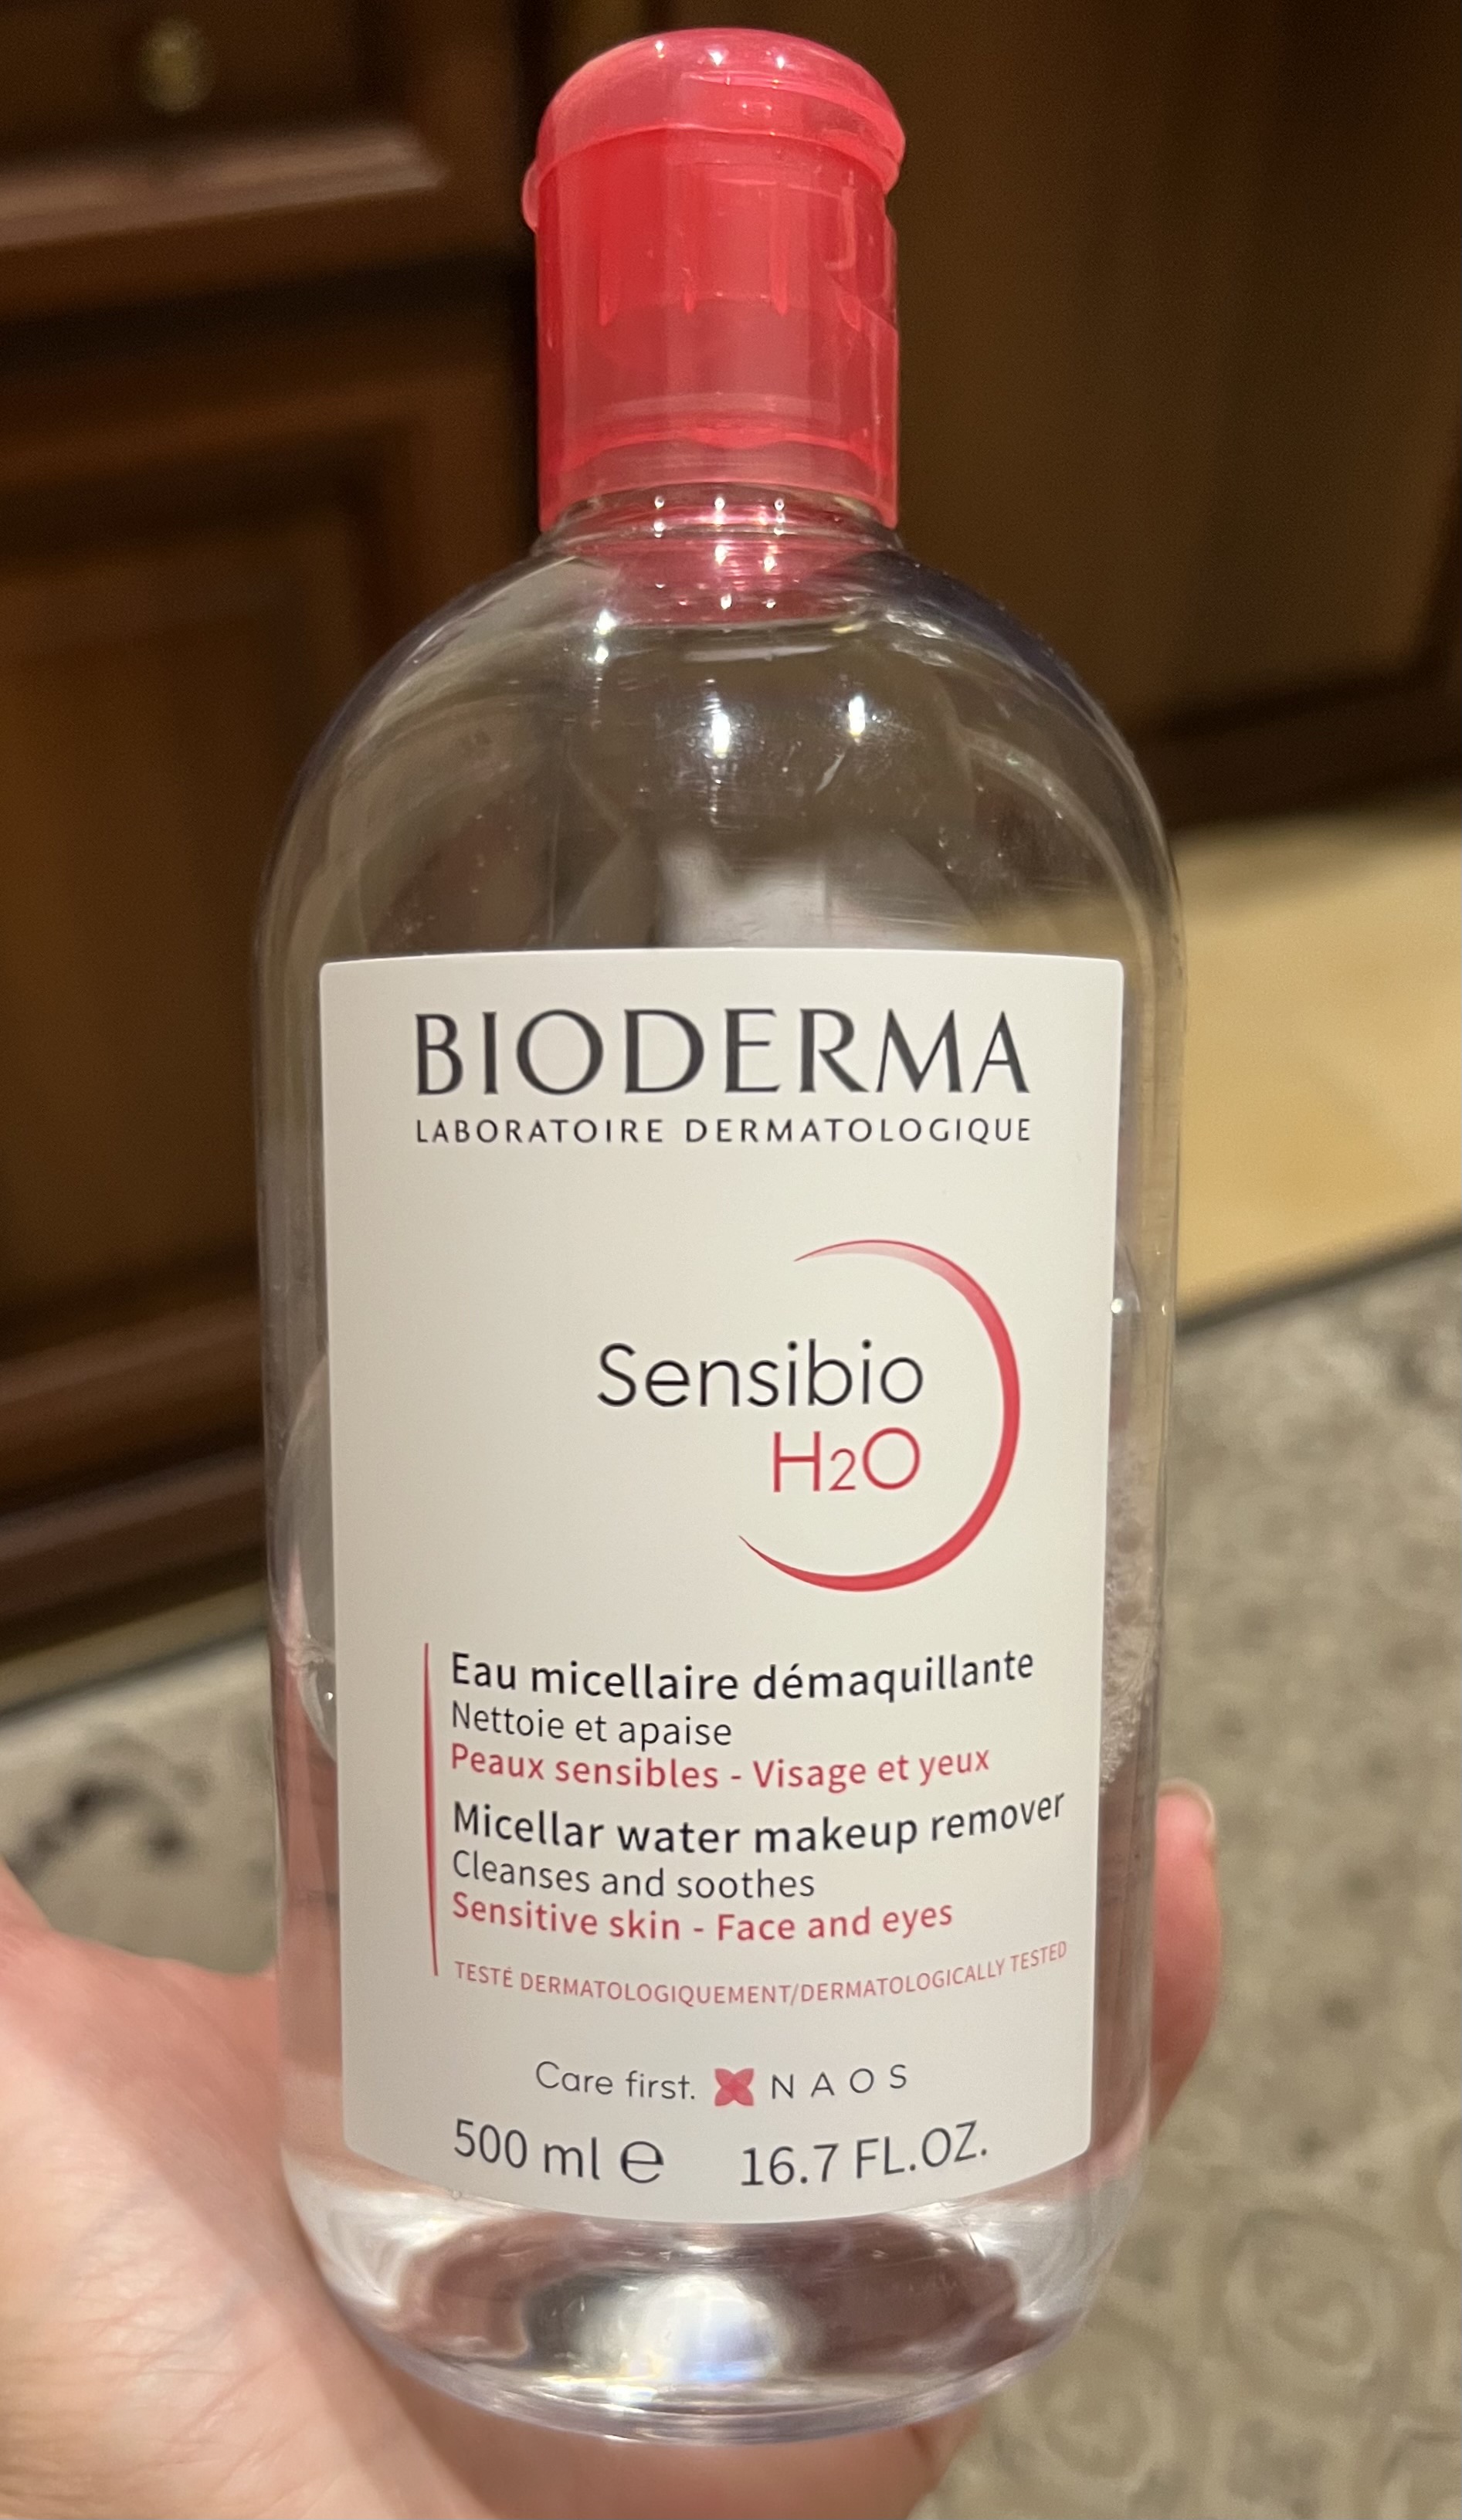 BIODERMA
LABORATOIRE DERMATOLOGIQUE
Sensibio
H2O
Eau micellaire démaquillante
Nettoie et apaise
Peaux sensibles - Visage et yeux
Micellar water makeup remover
Cleanses and soothes
Sensitive skin - Face and eyes
TESTÉ DERMATOLOGIQUEMENT/DERMATOLOGICALLY TESTED
Care first. NAOS
500 ml ℮ 16.7 FL.OZ.